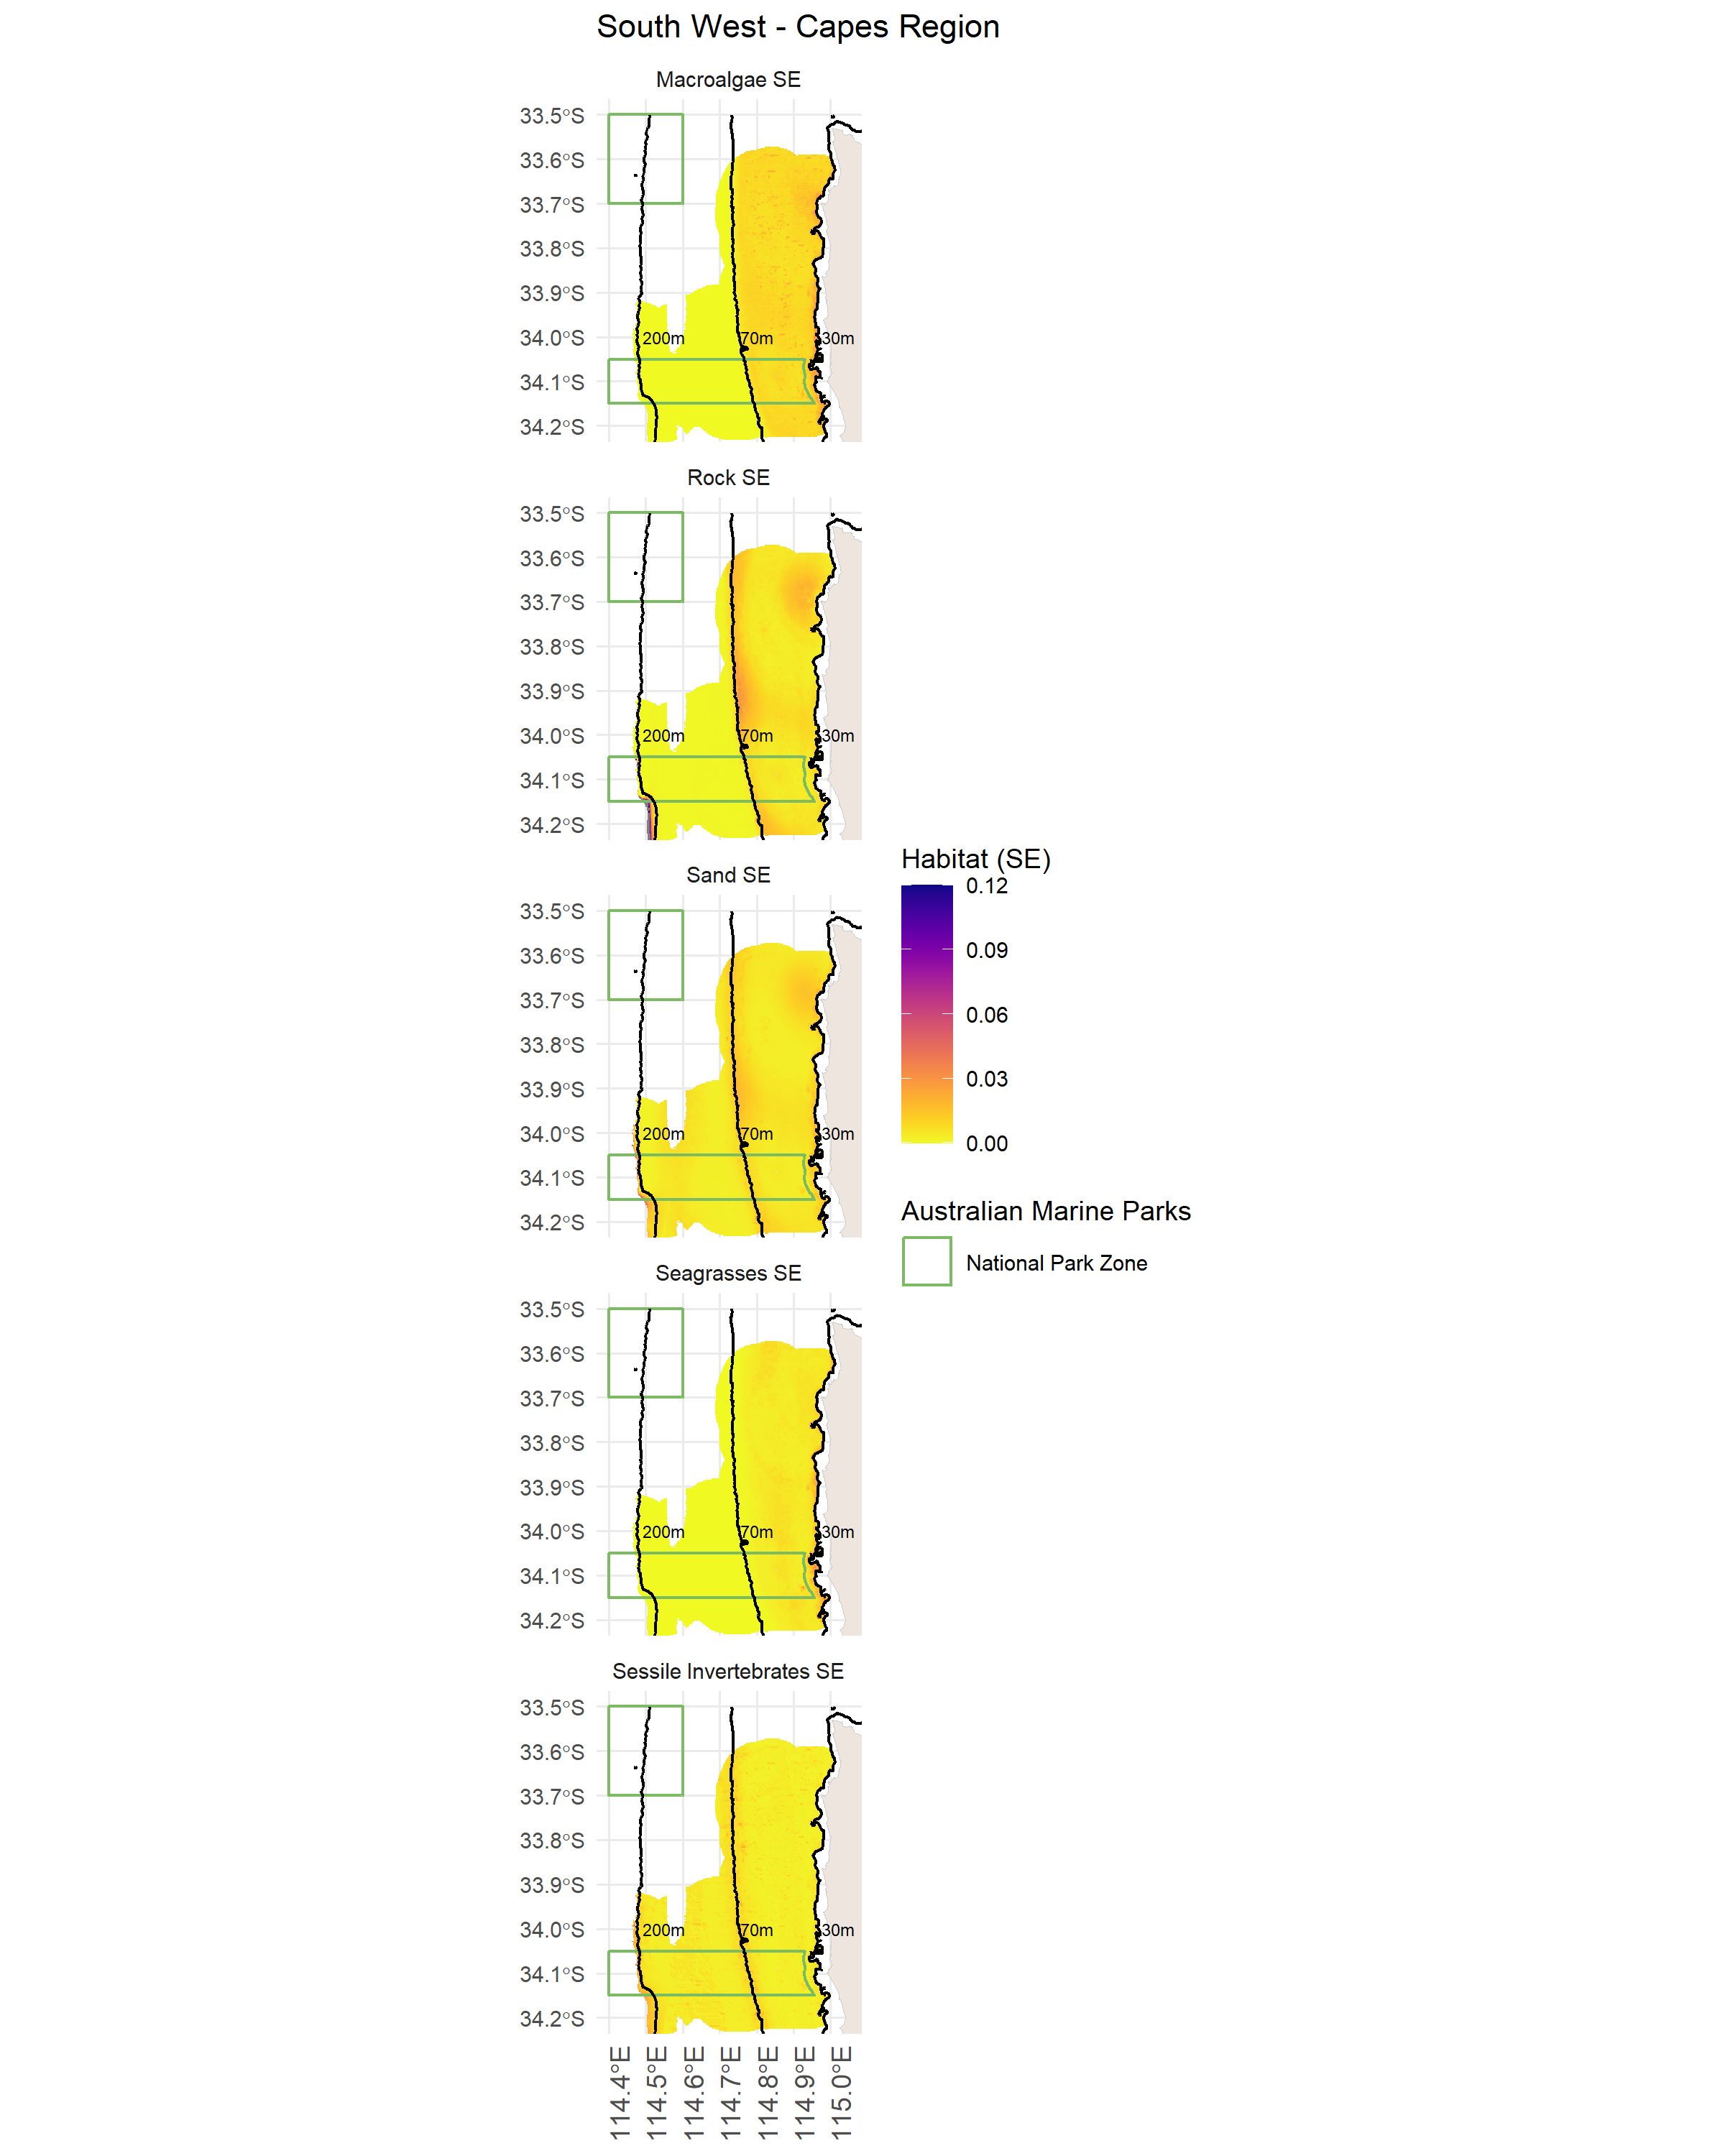 South West - Capes Region
Macroalgae SE
33.5°S
33.6°S
33.7°S
33.8°S
33.9°S
34.0°S
34.1°S
34.2°S
200m
70m
30m
Rock SE
33.5°S
33.6°S
33.7°S
33.8°S
33.9°S
34.0°S
34.1°S
34.2°S
200m
70m
30m
Sand SE
33.5°S
33.6°S
33.7°S
33.8°S
33.9°S
34.0°S
34.1°S
34.2°S
200m
70m
30m
Seagrasses SE
33.5°S
33.6°S
33.7°S
33.8°S
33.9°S
34.0°S
34.1°S
34.2°S
200m
70m
30m
Sessile Invertebrates SE
33.5°S
33.6°S
33.7°S
33.8°S
33.9°S
34.0°S
34.1°S
34.2°S
200m
70m
30m
114.4°E
114.5°E
114.6°E
114.7°E
114.8°E
114.9°E
115.0°E
Habitat (SE)
0.12
0.09
0.06
0.03
0.00
Australian Marine Parks
National Park Zone